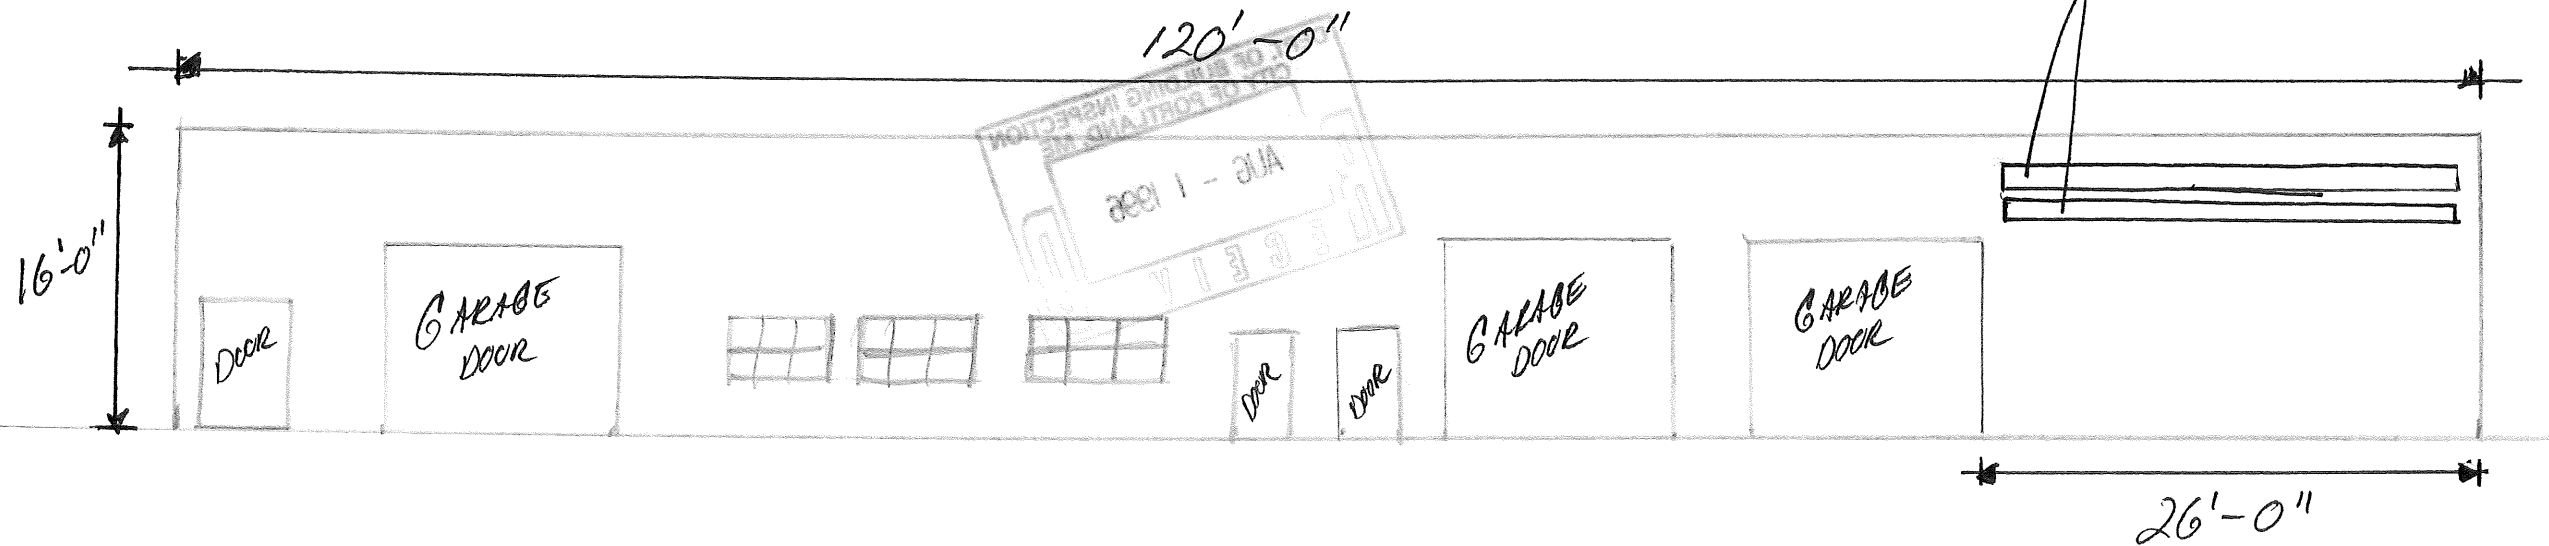 120'-0"
DEPT. OF BUILDING INSPECTION
CITY OF PORTLAND, ME
AUG - 1 1996
RECEIVED
16'-0"
DOOR
GARAGE
DOOR
DOOR
DOOR
GARAGE
DOOR
GARAGE
DOOR
26'-0"